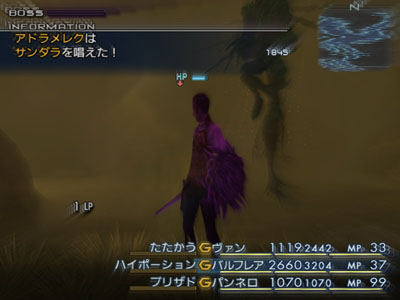 BOSS
INFORMATION
アドラメレクは
サンダラを唱えた！
N
1845
HP
1 LP
たたかう G ヴァン 1119/2442 MP: 33
ハイポーション G バルフレア 2660/3204 MP: 37
ブリザド G パンネロ 1070/1070 MP: 99